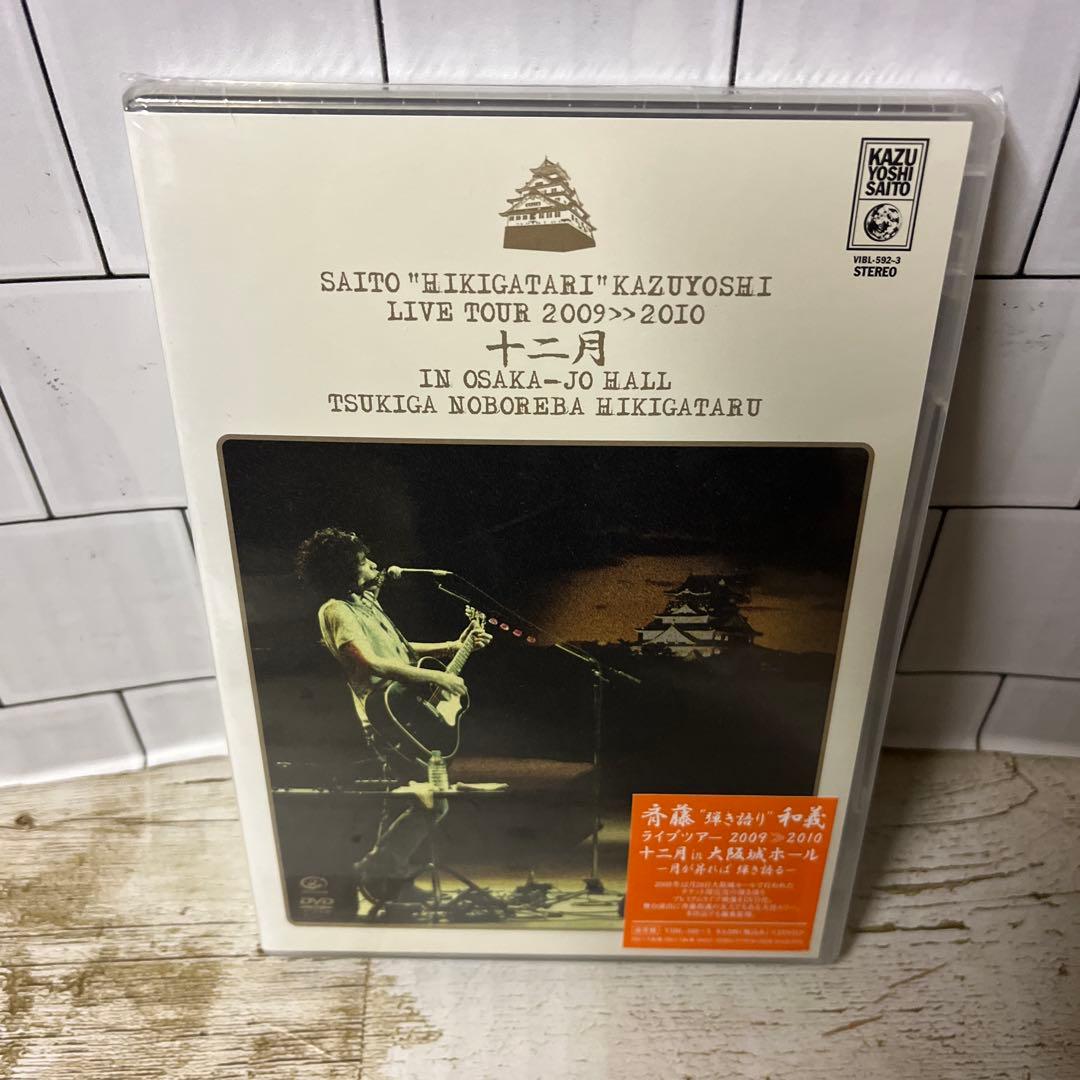 KAZU
YOSHI
SAITO
VIBL-592~3
STEREO
SAITO "HIKIGATARI" KAZUYOSHI
LIVE TOUR 2009>>2010
十二月
IN OSAKA-JO HALL
TSUKIGA NOBOREBA HIKIGATARU
DVD
斉藤"弾き語り"和義
ライブツアー 2009≫2010
十二月 in 大阪城ホール
—月が昇れば 弾き語る—